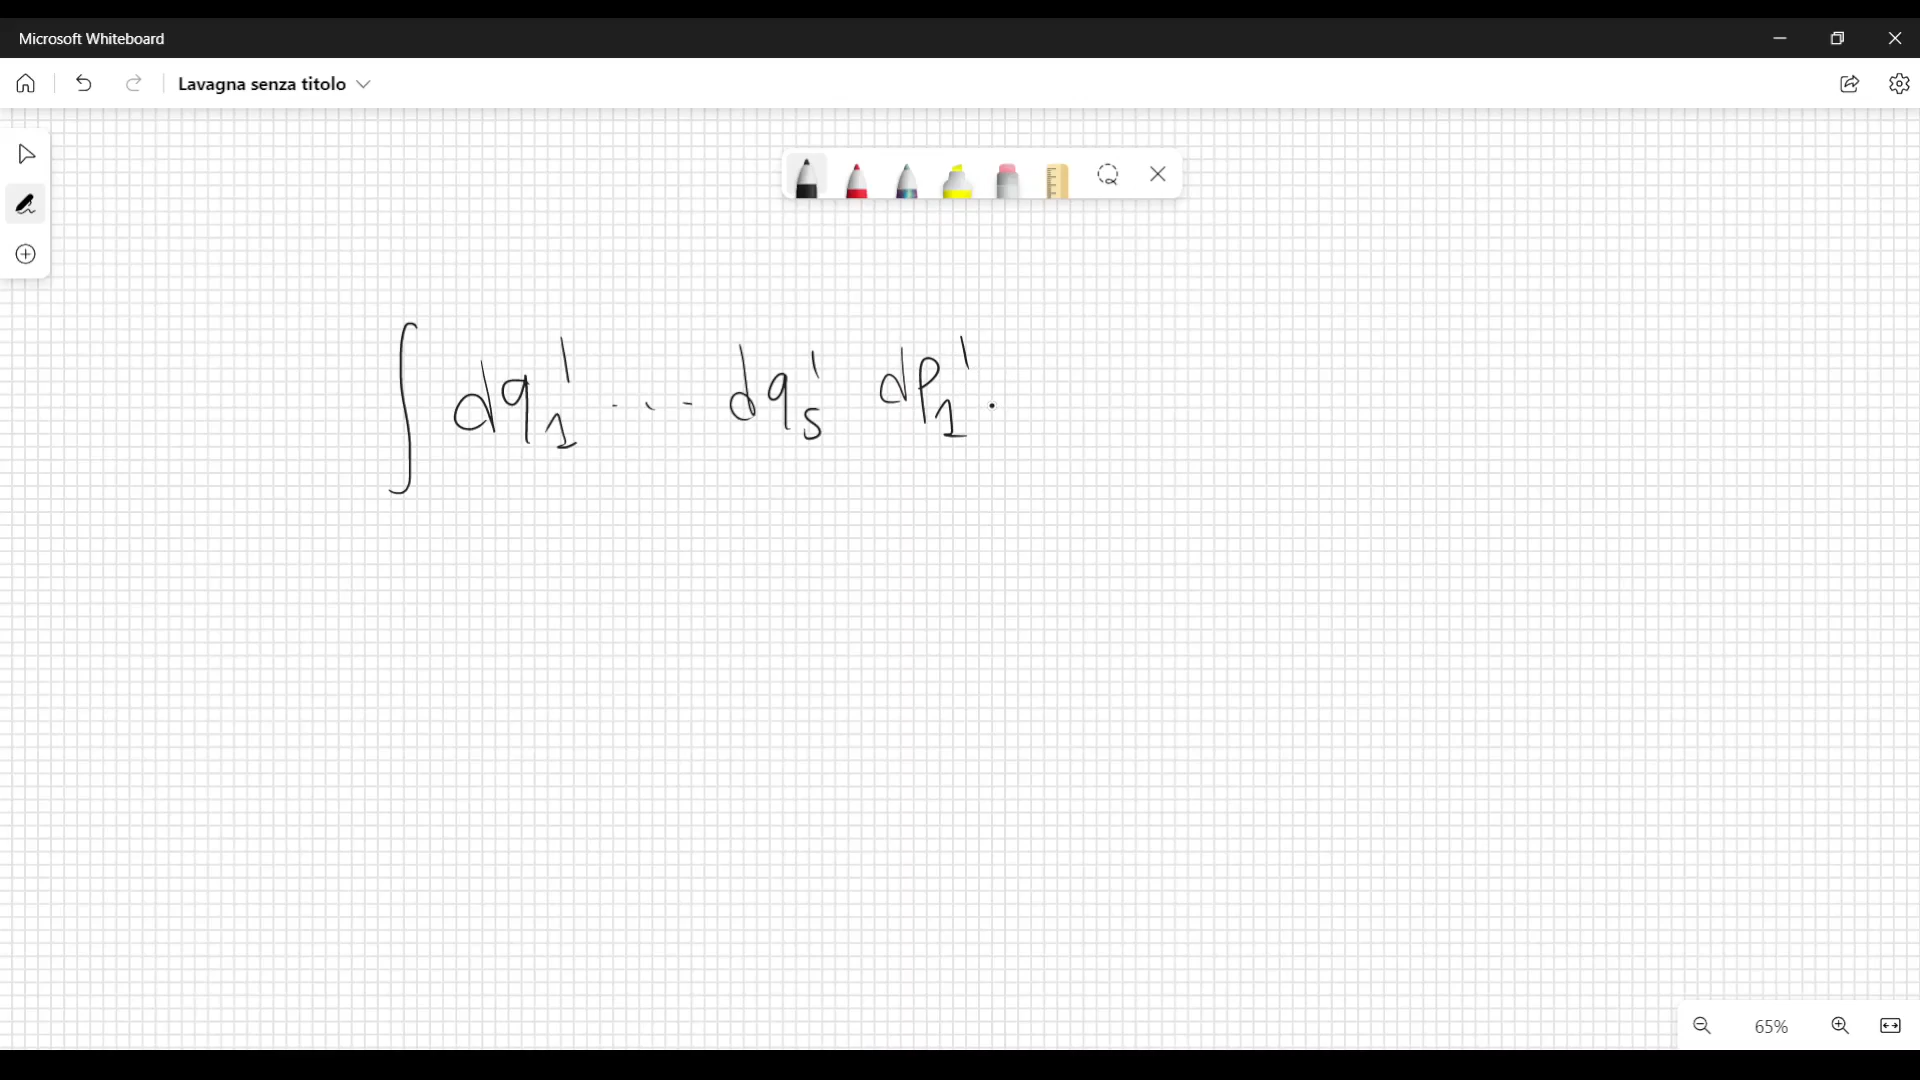 Microsoft Whiteboard
Lavagna senza titolo
∫ dq₁' ... dqₛ' dp₁' .
65%